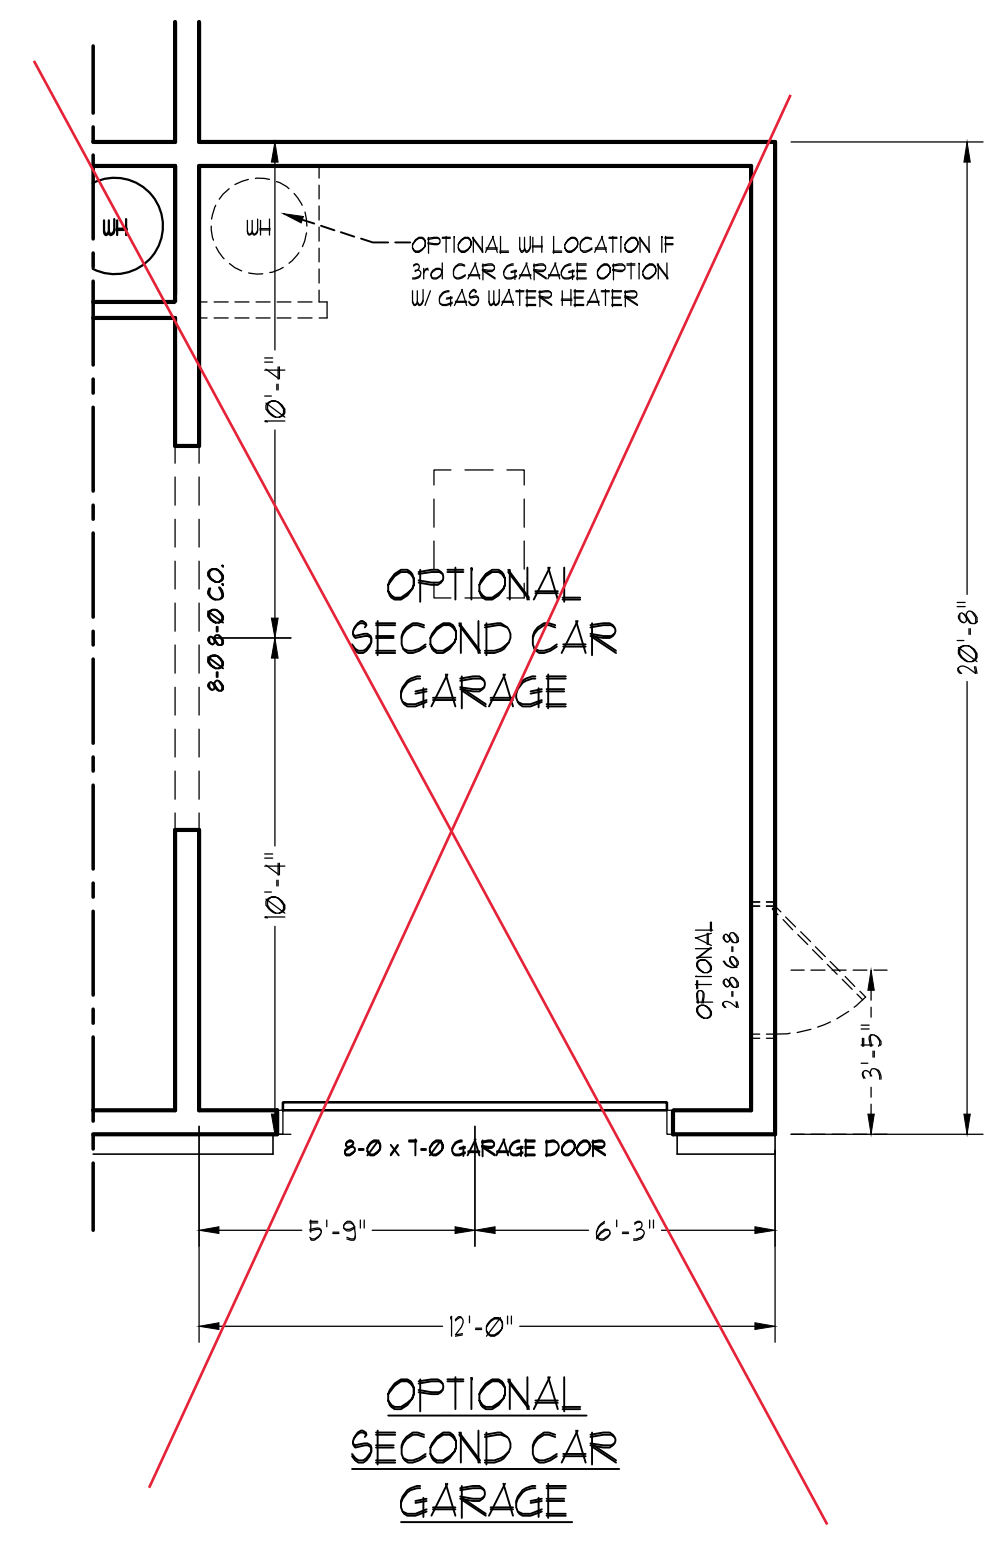 WH
WH
OPTIONAL WH LOCATION IF
3rd CAR GARAGE OPTION
W/ GAS WATER HEATER
10'-4"
8-0 8-0 C.O.
OPTIONAL
SECOND CAR
GARAGE
20'-8"
10'-4"
OPTIONAL
2-8 6-8
3'-5"
8-0 x 7-0 GARAGE DOOR
5'-9"
6'-3"
12'-0"
OPTIONAL
SECOND CAR
GARAGE